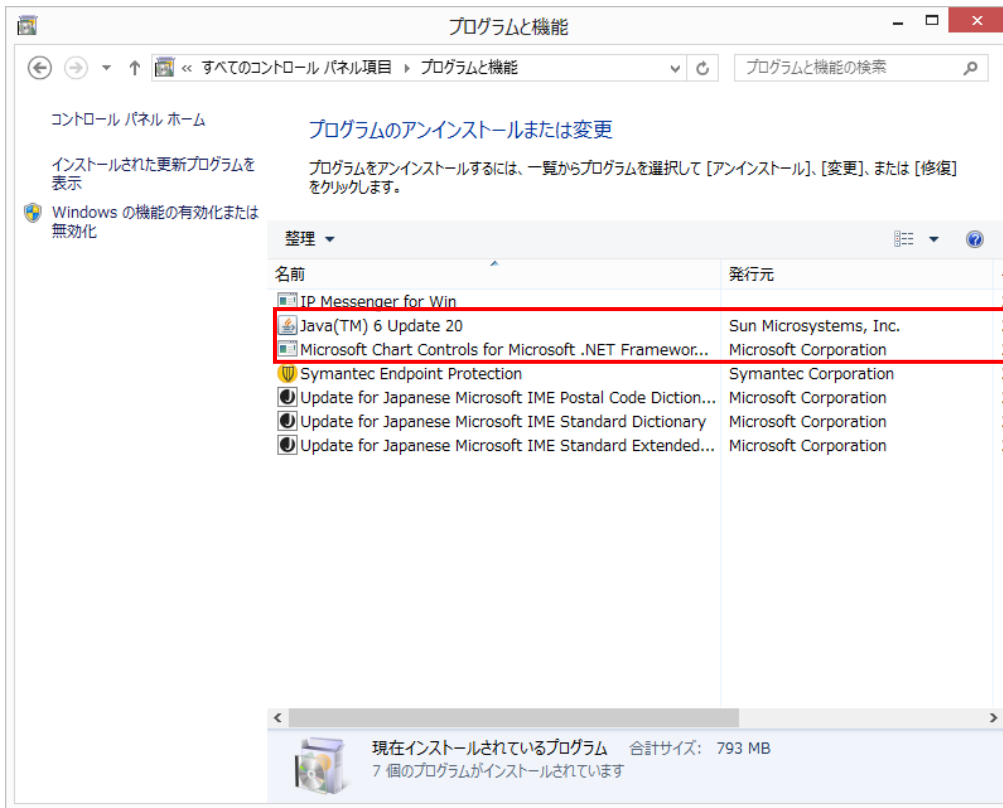 プログラムと機能
« すべてのコントロール パネル項目 ▸ プログラムと機能
プログラムと機能の検索
コントロール パネル ホーム
インストールされた更新プログラムを
表示
Windows の機能の有効化または
無効化
プログラムのアンインストールまたは変更
プログラムをアンインストールするには、一覧からプログラムを選択して [アンインストール]、[変更]、または [修復]
をクリックします。
整理
名前 発行元
IP Messenger for Win
Java(TM) 6 Update 20 Sun Microsystems, Inc.
Microsoft Chart Controls for Microsoft .NET Framewor... Microsoft Corporation
Symantec Endpoint Protection Symantec Corporation
Update for Japanese Microsoft IME Postal Code Diction... Microsoft Corporation
Update for Japanese Microsoft IME Standard Dictionary Microsoft Corporation
Update for Japanese Microsoft IME Standard Extended... Microsoft Corporation
現在インストールされているプログラム 合計サイズ: 793 MB
7 個のプログラムがインストールされています